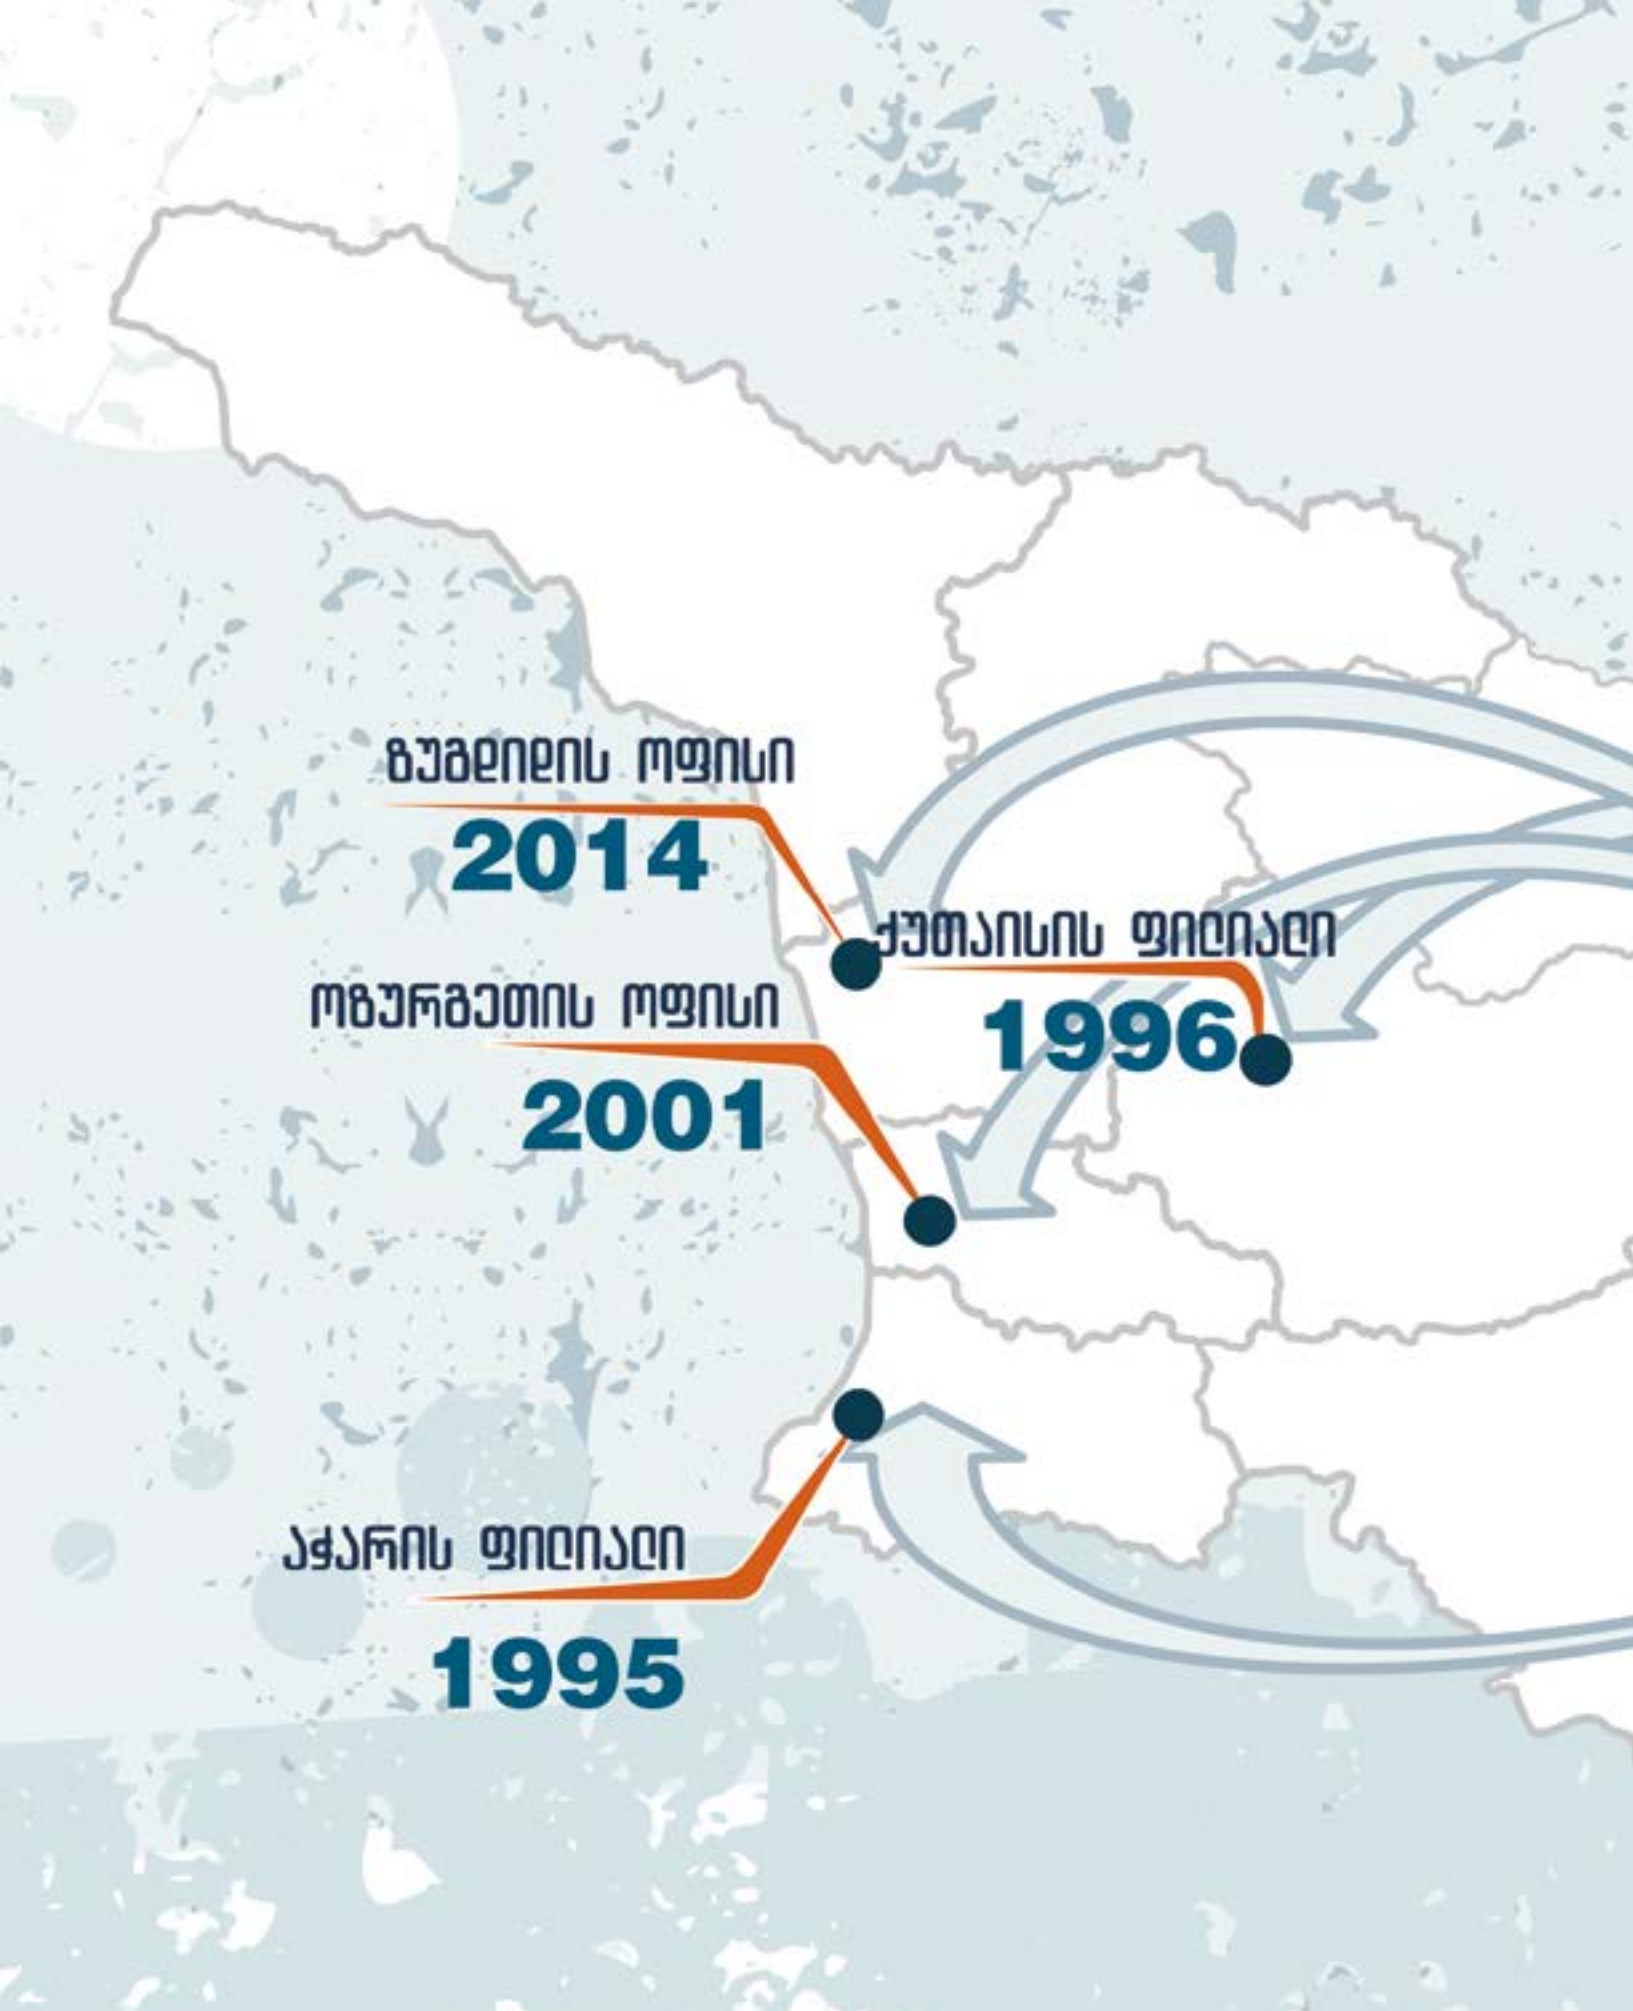 ზუგდიდის ოფისი
2014
ქუთაისის ფილიალი
1996
ოზურგეთის ოფისი
2001
აჭარის ფილიალი
1995